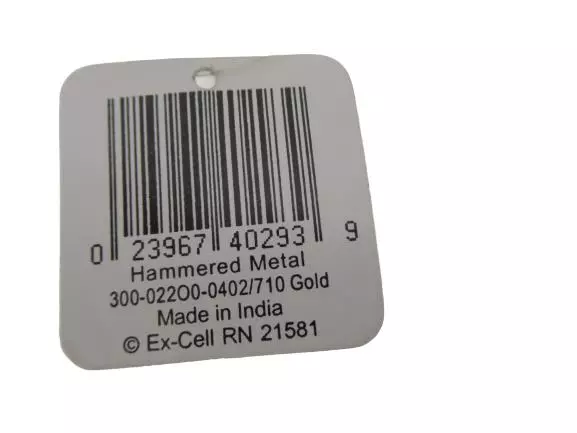 0 23967 40293 9
Hammered Metal
300-022O0-0402/710 Gold
Made in India
© Ex-Cell RN 21581